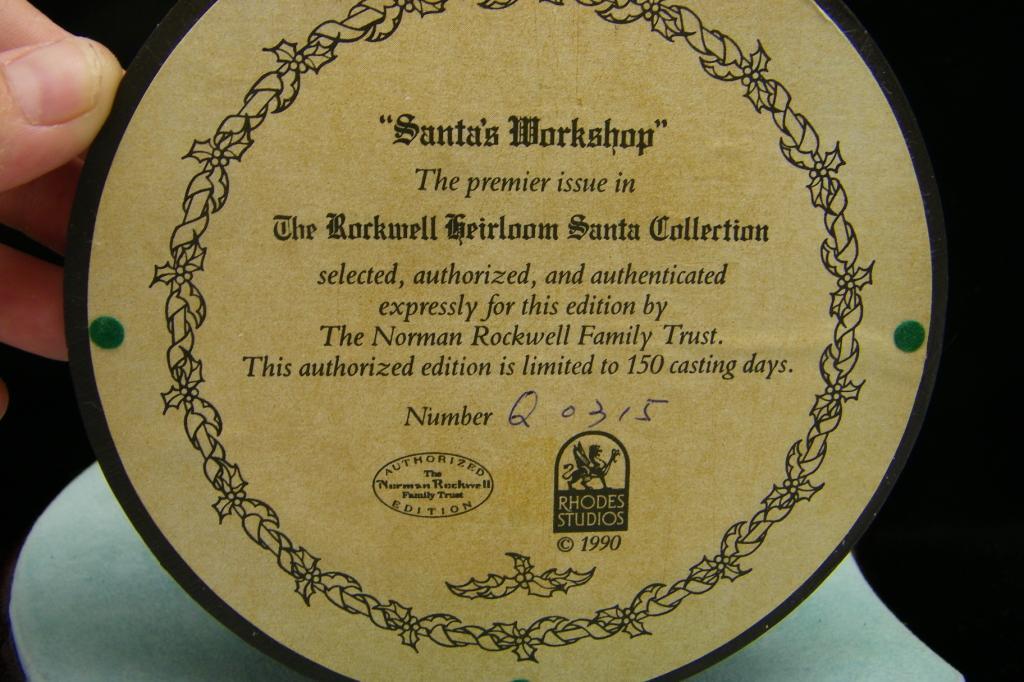 "Santa's Workshop"
The premier issue in
The Rockwell Heirloom Santa Collection
selected, authorized, and authenticated
expressly for this edition by
The Norman Rockwell Family Trust.
This authorized edition is limited to 150 casting days.
Number Q 0315
AUTHORIZED
The
Norman Rockwell
Family Trust
EDITION
RHODES
STUDIOS
© 1990